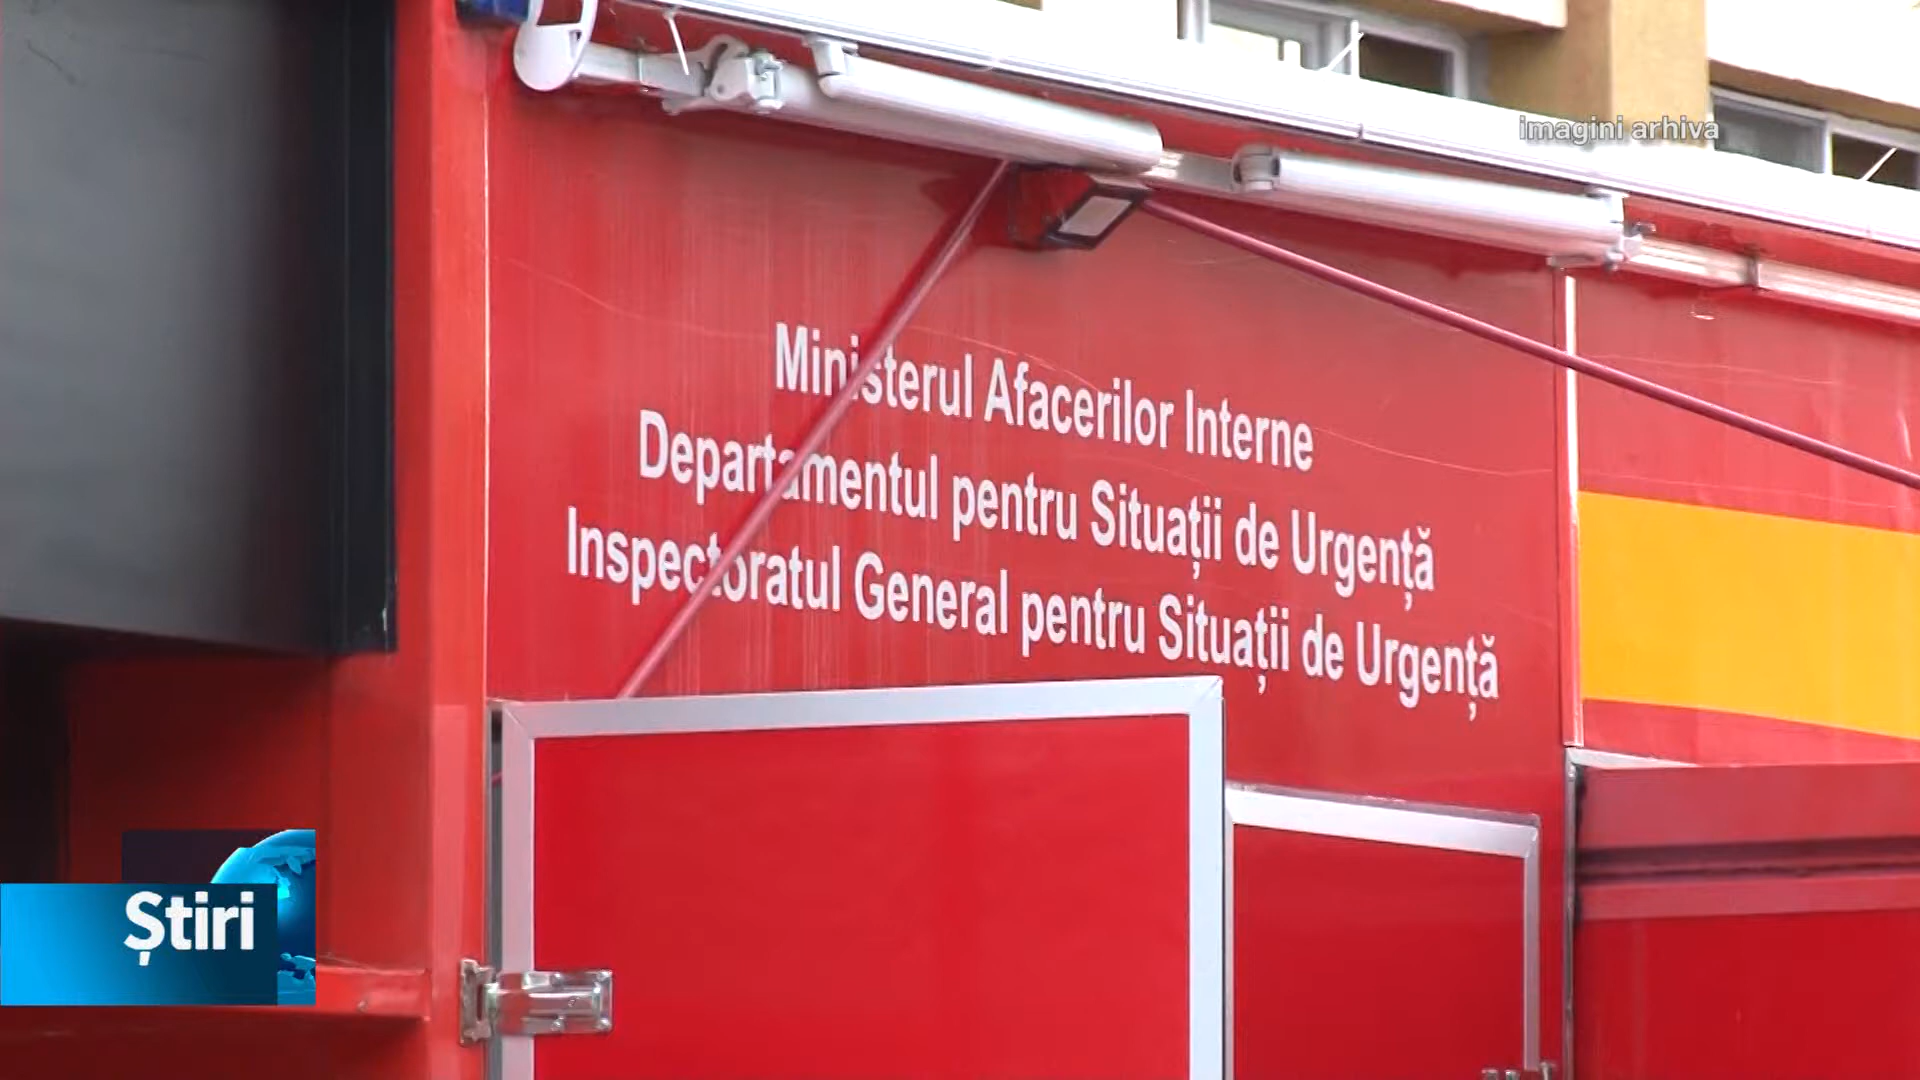 imagini arhiva
Ministerul Afacerilor Interne
Departamentul pentru Situații de Urgență
Inspectoratul General pentru Situații de Urgență
Știri